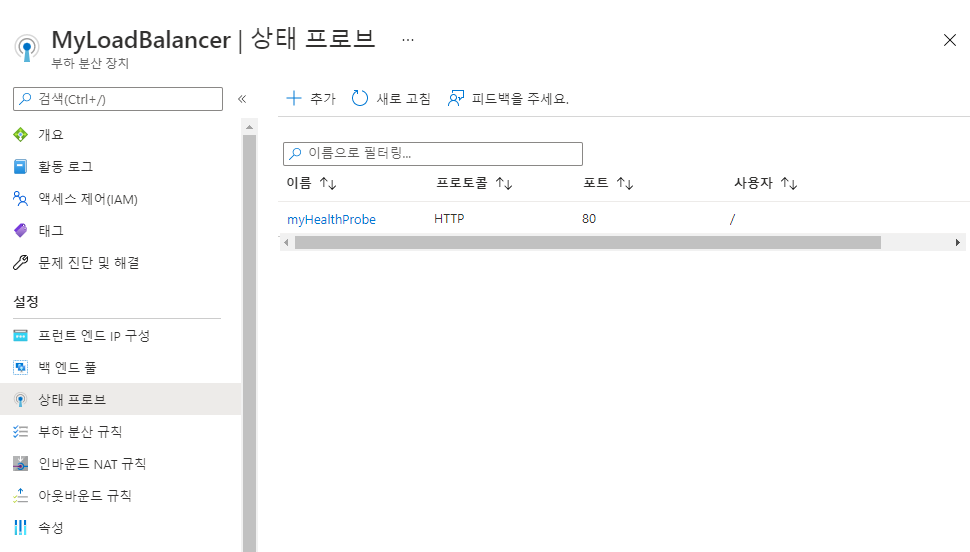 MyLoadBalancer | 상태 프로브 ...
부하 분산 장치
검색(Ctrl+/)
«
추가 새로 고침 피드백을 주세요.
개요
활동 로그
액세스 제어(IAM)
태그
문제 진단 및 해결
설정
프런트 엔드 IP 구성
백 엔드 풀
상태 프로브
부하 분산 규칙
인바운드 NAT 규칙
아웃바운드 규칙
속성
이름으로 필터링...
이름 프로토콜 포트 사용자
myHealthProbe HTTP 80 /